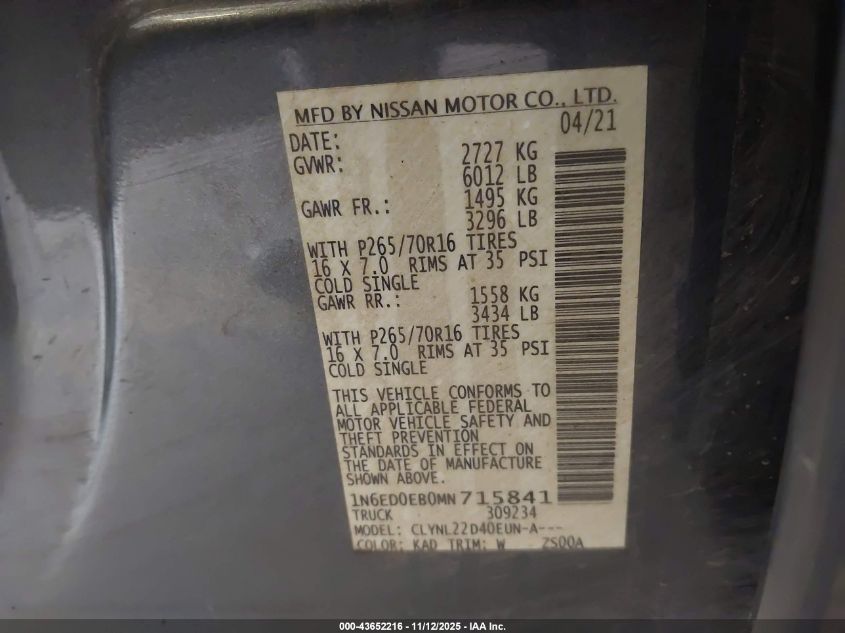 MFD BY NISSAN MOTOR CO., LTD.
DATE: 04/21
GVWR: 2727 KG
6012 LB
GAWR FR.: 1495 KG
3296 LB
WITH P265/70R16 TIRES
16 X 7.0 RIMS AT 35 PSI
COLD SINGLE
GAWR RR.: 1558 KG
3434 LB
WITH P265/70R16 TIRES
16 X 7.0 RIMS AT 35 PSI
COLD SINGLE
THIS VEHICLE CONFORMS TO
ALL APPLICABLE FEDERAL
MOTOR VEHICLE SAFETY AND
THEFT PREVENTION
STANDARDS IN EFFECT ON
THE DATE OF MANUFACTURE
SHOWN ABOVE.
1N6ED0EB0MN715841
TRUCK 309234
MODEL: CLYNL22D40EUN-A---
COLOR: KAD TRIM: W ZS00A
000-43652216 - 11/12/2025 - IAA Inc.